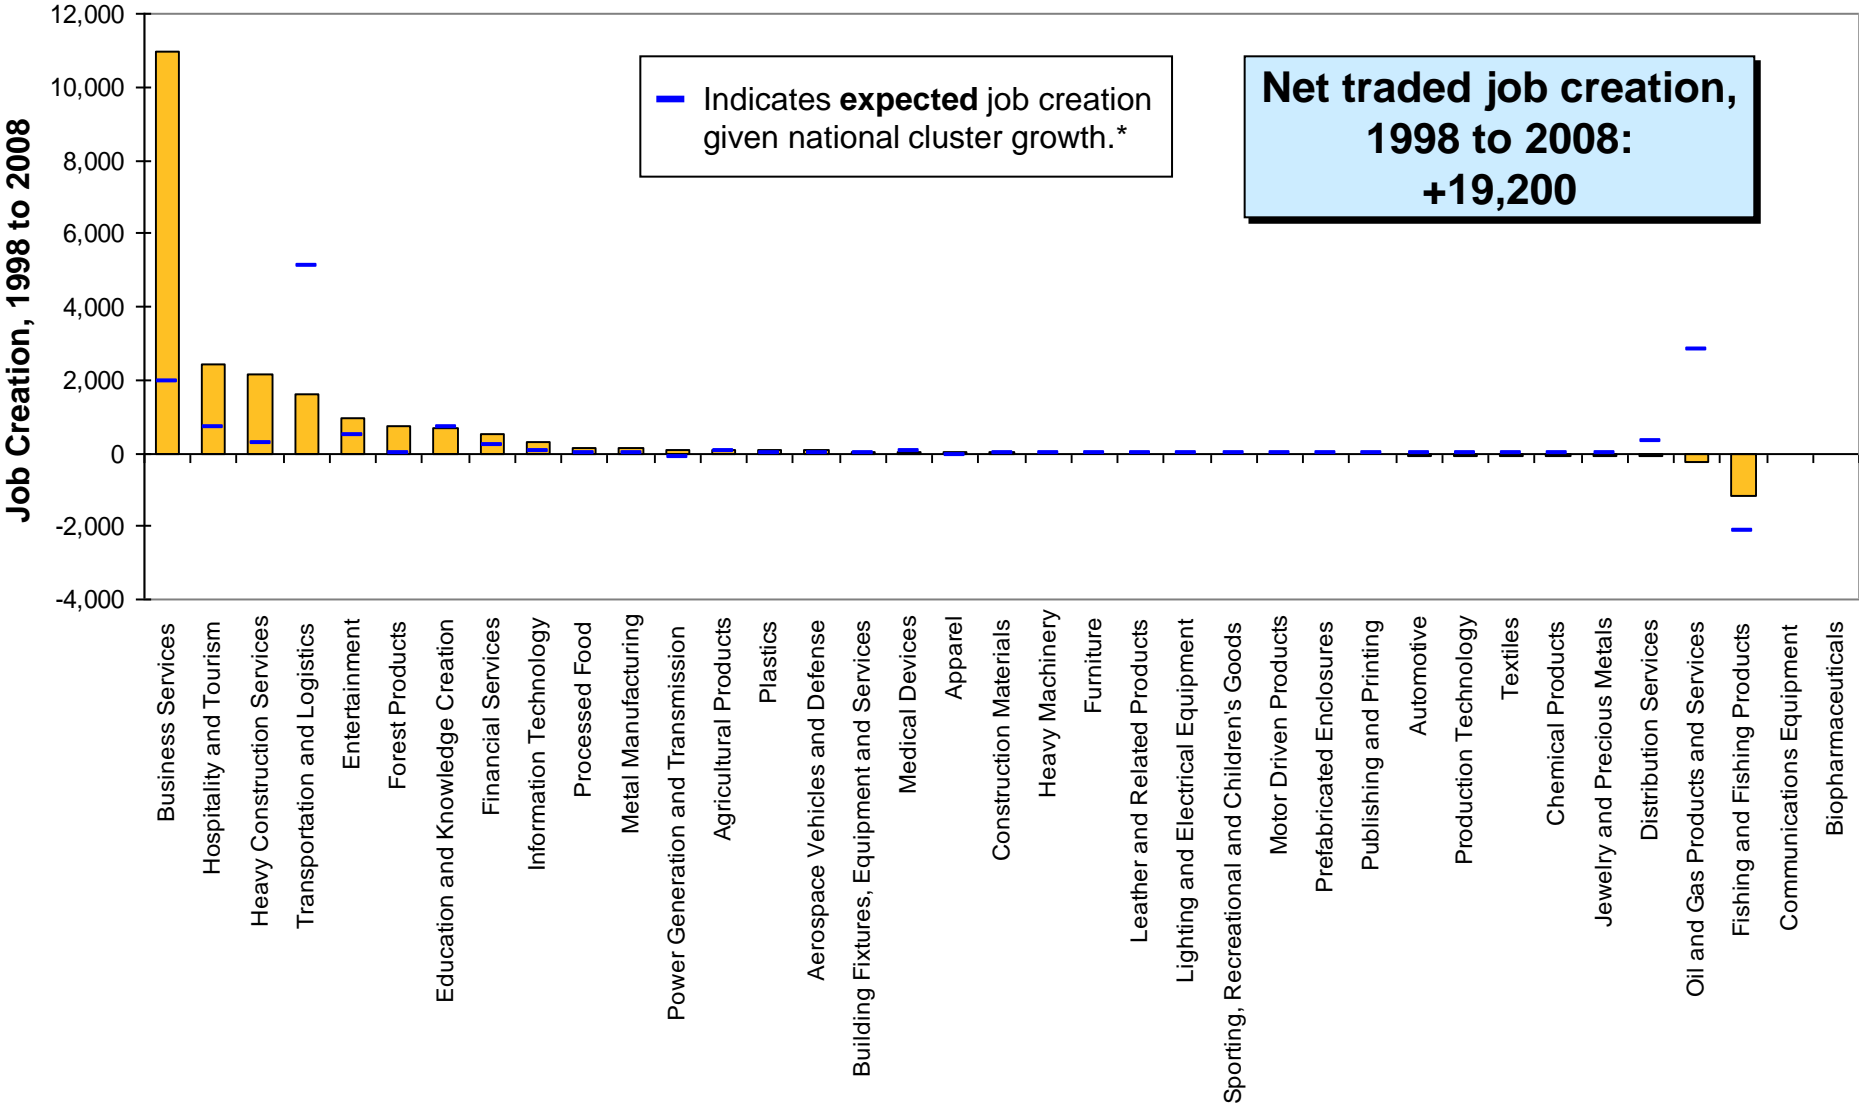 12,000
10,000
8,000
6,000
4,000
2,000
0
-2,000
-4,000
Job Creation, 1998 to 2008
Indicates expected job creation
given national cluster growth.*
Net traded job creation,
1998 to 2008:
+19,200
Business Services
Hospitality and Tourism
Heavy Construction Services
Transportation and Logistics
Entertainment
Forest Products
Education and Knowledge Creation
Financial Services
Information Technology
Processed Food
Metal Manufacturing
Power Generation and Transmission
Agricultural Products
Plastics
Aerospace Vehicles and Defense
Building Fixtures, Equipment and Services
Medical Devices
Apparel
Construction Materials
Heavy Machinery
Furniture
Leather and Related Products
Lighting and Electrical Equipment
Sporting, Recreational and Children's Goods
Motor Driven Products
Prefabricated Enclosures
Publishing and Printing
Automotive
Production Technology
Textiles
Chemical Products
Jewelry and Precious Metals
Distribution Services
Oil and Gas Products and Services
Fishing and Fishing Products
Communications Equipment
Biopharmaceuticals